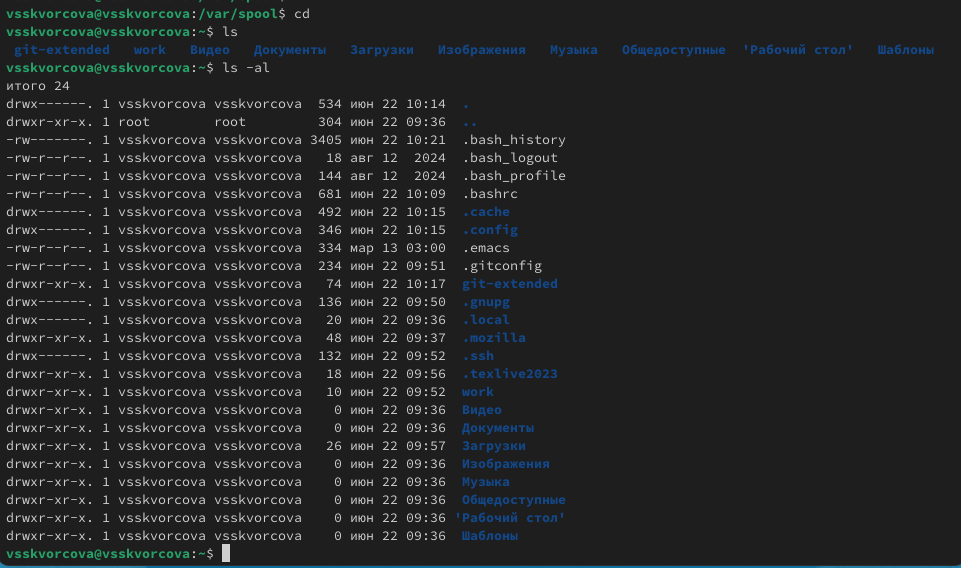 vsskvorcova@vsskvorcova:/var/spool$ cd
vsskvorcova@vsskvorcova:~$ ls
git-extended work Видео Документы Загрузки Изображения Музыка Общедоступные 'Рабочий стол' Шаблоны
vsskvorcova@vsskvorcova:~$ ls -al
итого 24
drwx------. 1 vsskvorcova vsskvorcova 534 июн 22 10:14 .
drwxr-xr-x. 1 root root 304 июн 22 09:36 ..
-rw-------. 1 vsskvorcova vsskvorcova 3405 июн 22 10:21 .bash_history
-rw-r--r--. 1 vsskvorcova vsskvorcova 18 авг 12 2024 .bash_logout
-rw-r--r--. 1 vsskvorcova vsskvorcova 144 авг 12 2024 .bash_profile
-rw-r--r--. 1 vsskvorcova vsskvorcova 681 июн 22 10:09 .bashrc
drwx------. 1 vsskvorcova vsskvorcova 492 июн 22 10:15 .cache
drwx------. 1 vsskvorcova vsskvorcova 346 июн 22 10:15 .config
-rw-r--r--. 1 vsskvorcova vsskvorcova 334 мар 13 03:00 .emacs
-rw-r--r--. 1 vsskvorcova vsskvorcova 234 июн 22 09:51 .gitconfig
drwxr-xr-x. 1 vsskvorcova vsskvorcova 74 июн 22 10:17 git-extended
drwx------. 1 vsskvorcova vsskvorcova 136 июн 22 09:50 .gnupg
drwx------. 1 vsskvorcova vsskvorcova 20 июн 22 09:36 .local
drwxr-xr-x. 1 vsskvorcova vsskvorcova 48 июн 22 09:37 .mozilla
drwx------. 1 vsskvorcova vsskvorcova 132 июн 22 09:52 .ssh
drwxr-xr-x. 1 vsskvorcova vsskvorcova 18 июн 22 09:56 .texlive2023
drwxr-xr-x. 1 vsskvorcova vsskvorcova 10 июн 22 09:52 work
drwxr-xr-x. 1 vsskvorcova vsskvorcova 0 июн 22 09:36 Видео
drwxr-xr-x. 1 vsskvorcova vsskvorcova 0 июн 22 09:36 Документы
drwxr-xr-x. 1 vsskvorcova vsskvorcova 26 июн 22 09:57 Загрузки
drwxr-xr-x. 1 vsskvorcova vsskvorcova 0 июн 22 09:36 Изображения
drwxr-xr-x. 1 vsskvorcova vsskvorcova 0 июн 22 09:36 Музыка
drwxr-xr-x. 1 vsskvorcova vsskvorcova 0 июн 22 09:36 Общедоступные
drwxr-xr-x. 1 vsskvorcova vsskvorcova 0 июн 22 09:36 'Рабочий стол'
drwxr-xr-x. 1 vsskvorcova vsskvorcova 0 июн 22 09:36 Шаблоны
vsskvorcova@vsskvorcova:~$